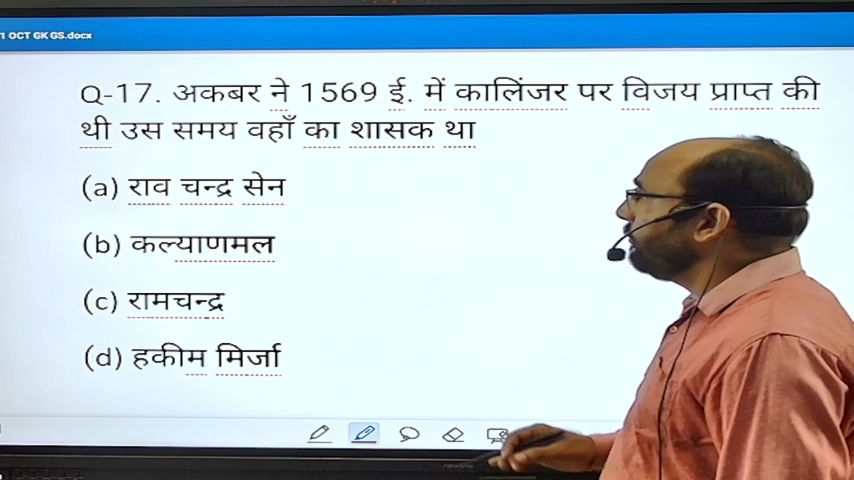 1 OCT GK GS.docx
Q-17. अकबर ने 1569 ई. में कालिंजर पर विजय प्राप्त की
थी उस समय वहाँ का शासक था
(a) राव चन्द्र सेन
(b) कल्याणमल
(c) रामचन्द्र
(d) हकीम मिर्जा
newline